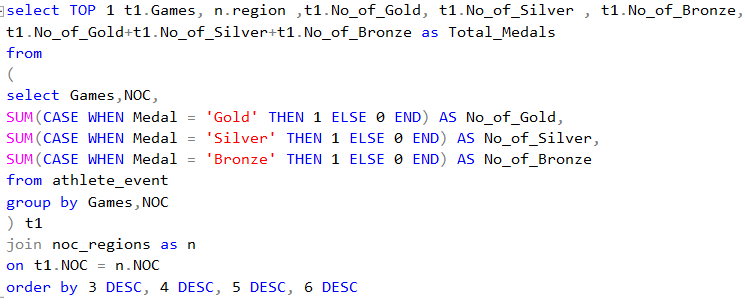 select TOP 1 t1.Games, n.region ,t1.No_of_Gold, t1.No_of_Silver , t1.No_of_Bronze,
t1.No_of_Gold+t1.No_of_Silver+t1.No_of_Bronze as Total_Medals
from
(
select Games,NOC,
SUM(CASE WHEN Medal = 'Gold' THEN 1 ELSE 0 END) AS No_of_Gold,
SUM(CASE WHEN Medal = 'Silver' THEN 1 ELSE 0 END) AS No_of_Silver,
SUM(CASE WHEN Medal = 'Bronze' THEN 1 ELSE 0 END) AS No_of_Bronze
from athlete_event
group by Games,NOC
) t1
join noc_regions as n
on t1.NOC = n.NOC
order by 3 DESC, 4 DESC, 5 DESC, 6 DESC